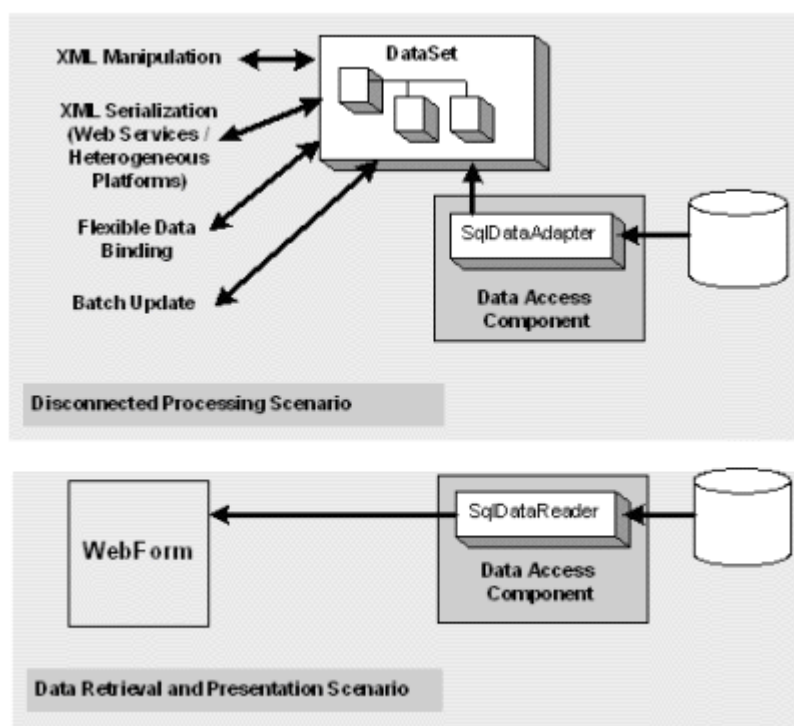 DataSet
XML Manipulation
XML Serialization
(Web Services /
Heterogeneous
Platforms)
Flexible Data
Binding
Batch Update
SqlDataAdapter
Data Access
Component
Disconnected Processing Scenario
WebForm
SqlDataReader
Data Access
Component
Data Retrieval and Presentation Scenario